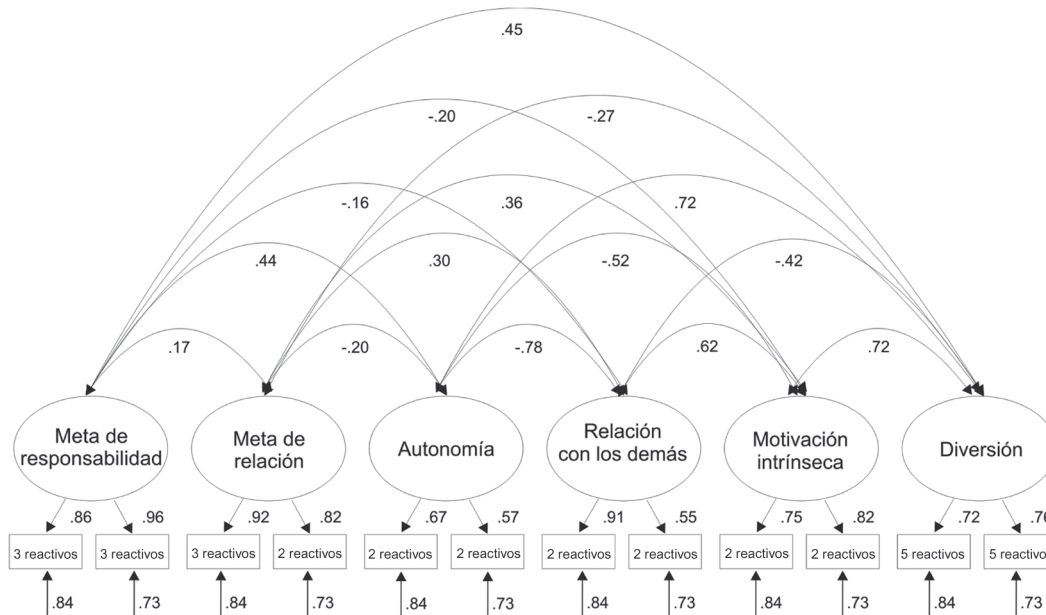 .45
-.20
-.27
-.16
.36
.72
.44
.30
-.52
-.42
.17
-.20
-.78
.62
.72
Meta de
responsabilidad
Meta de
relación
Autonomía
Relación
con los demás
Motivación
intrínseca
Diversión
.86
.96
.92
.82
.67
.57
.91
.55
.75
.82
.72
.76
3 reactivos
3 reactivos
3 reactivos
2 reactivos
2 reactivos
2 reactivos
2 reactivos
2 reactivos
2 reactivos
2 reactivos
5 reactivos
5 reactivos
.84
.73
.84
.73
.84
.73
.84
.73
.84
.73
.84
.73